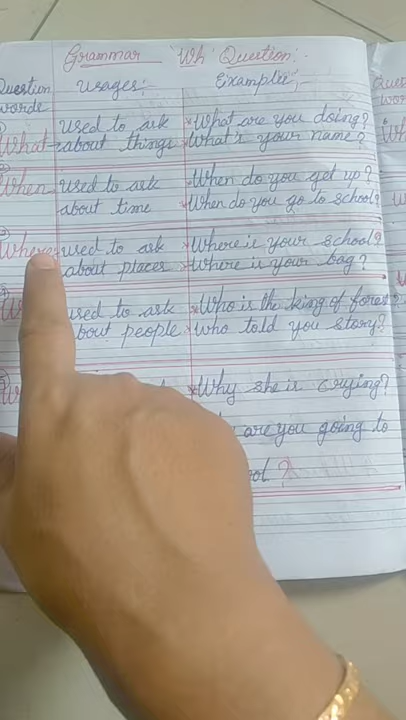 Grammar Wh' Question:-
Question words
usages;
Example;-
What
used to ask
about things
*What are you doing?
*What's your name?
When
used to ask
about time
When do you get up?
When do you go to school?
Where
used to ask
about places
*Where is your school?
*Where is your bag?
used to ask
bout people
*Who is the king of forest
*Who told you story?
*Why she is crying?
are you going to
ool ?